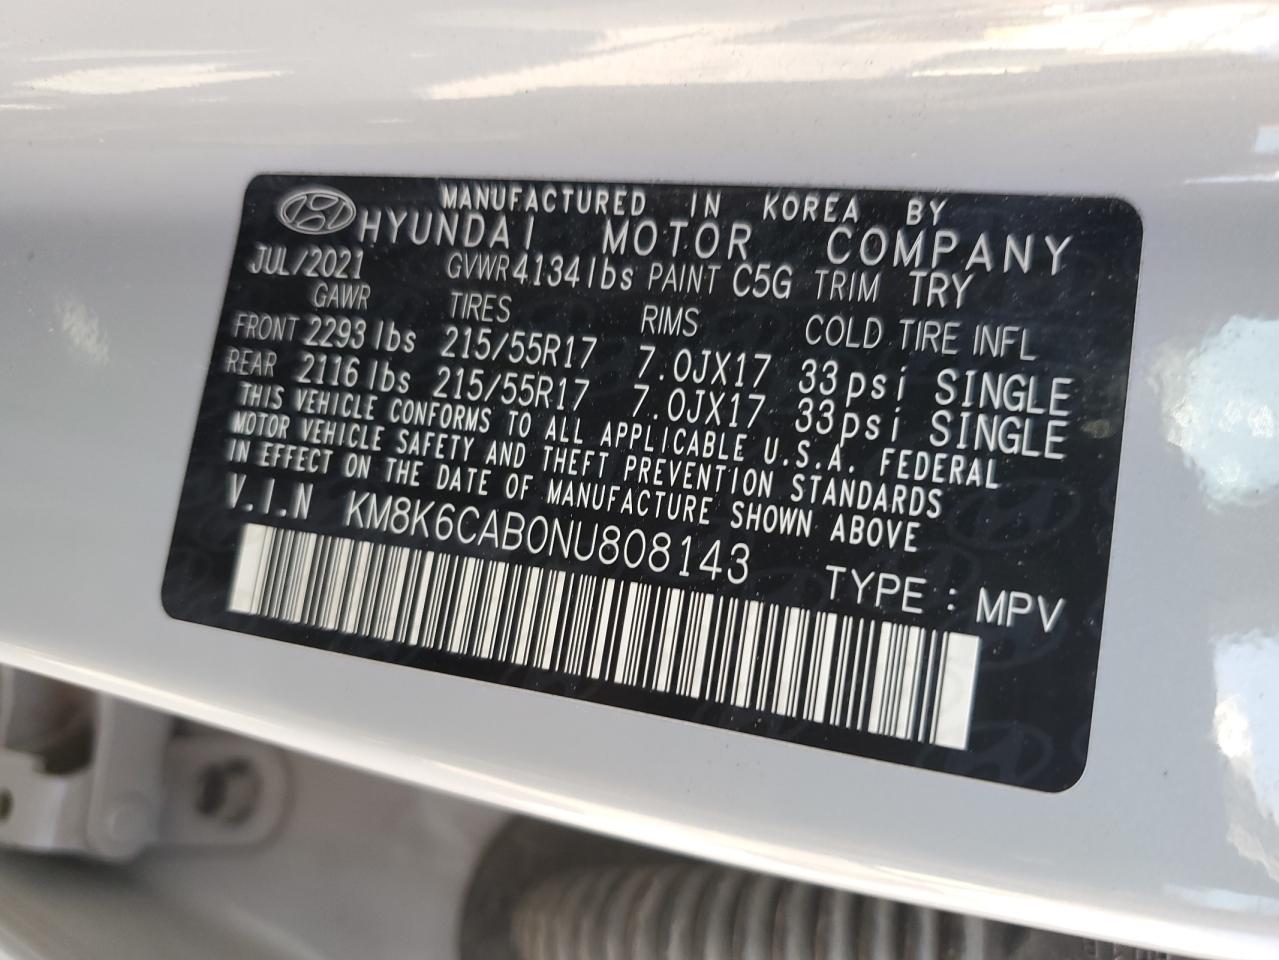 MANUFACTURED IN KOREA BY
HYUNDAI MOTOR COMPANY
JUL/2021 GVWR 4134lbs PAINT C5G TRIM TRY
GAWR TIRES RIMS COLD TIRE INFL
FRONT 2293lbs 215/55R17 7.0JX17 33psi SINGLE
REAR 2116lbs 215/55R17 7.0JX17 33psi SINGLE
THIS VEHICLE CONFORMS TO ALL APPLICABLE U.S.A. FEDERAL
MOTOR VEHICLE SAFETY AND THEFT PREVENTION STANDARDS
IN EFFECT ON THE DATE OF MANUFACTURE SHOWN ABOVE
V.I.N KM8K6CAB0NU808143
TYPE : MPV